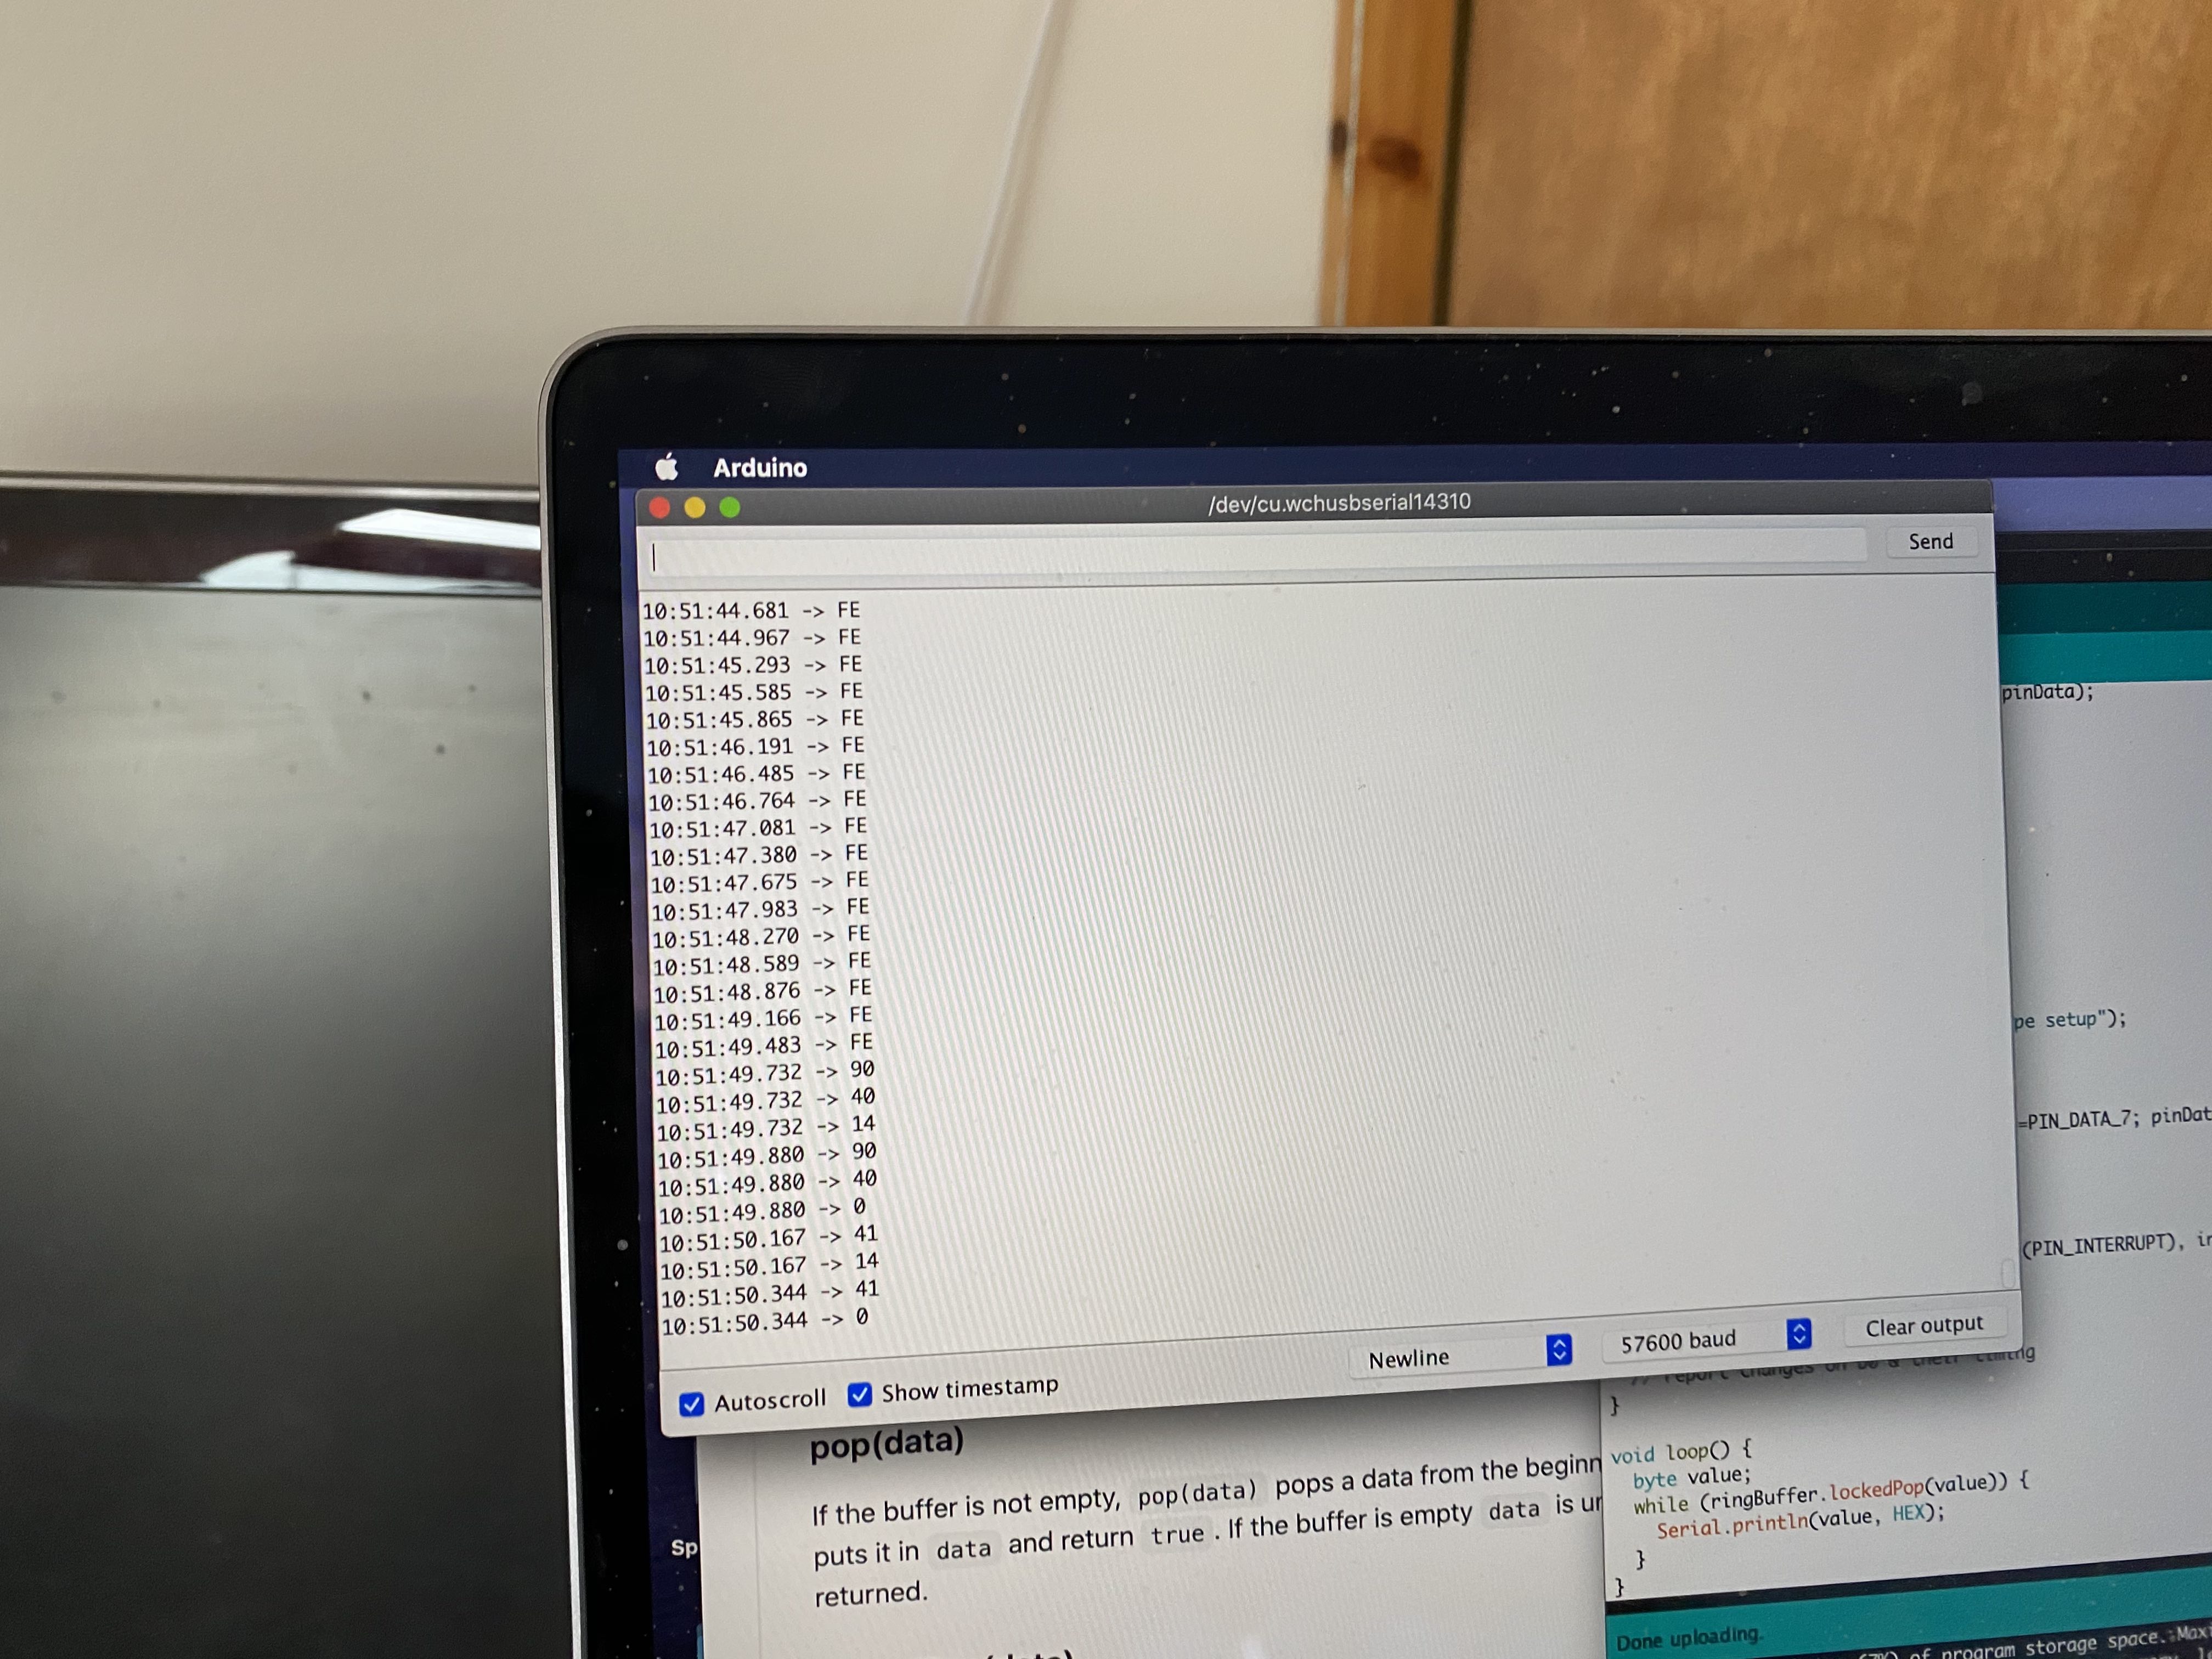 Arduino
/dev/cu.wchusbserial14310
Send
10:51:44.681 -> FE
10:51:44.967 -> FE
10:51:45.293 -> FE
10:51:45.585 -> FE
10:51:45.865 -> FE
10:51:46.191 -> FE
10:51:46.485 -> FE
10:51:46.764 -> FE
10:51:47.081 -> FE
10:51:47.380 -> FE
10:51:47.675 -> FE
10:51:47.983 -> FE
10:51:48.270 -> FE
10:51:48.589 -> FE
10:51:48.876 -> FE
10:51:49.166 -> FE
10:51:49.483 -> FE
10:51:49.732 -> 90
10:51:49.732 -> 40
10:51:49.732 -> 14
10:51:49.880 -> 90
10:51:49.880 -> 40
10:51:49.880 -> 0
10:51:50.167 -> 41
10:51:50.167 -> 14
10:51:50.344 -> 41
10:51:50.344 -> 0
Autoscroll
Show timestamp
Newline
57600 baud
Clear output
pinData);
pe setup");
=PIN_DATA_7; pinDat
(PIN_INTERRUPT), in
// report changes on
}
void loop() {
byte value;
while (ringBuffer.lockedPop(value)) {
Serial.println(value, HEX);
}
}
Done uploading.
of program storage space. Maxi
pop(data)
If the buffer is not empty, pop(data) pops a data from the beginn
puts it in data and return true . If the buffer is empty data is ur
returned.
Sp